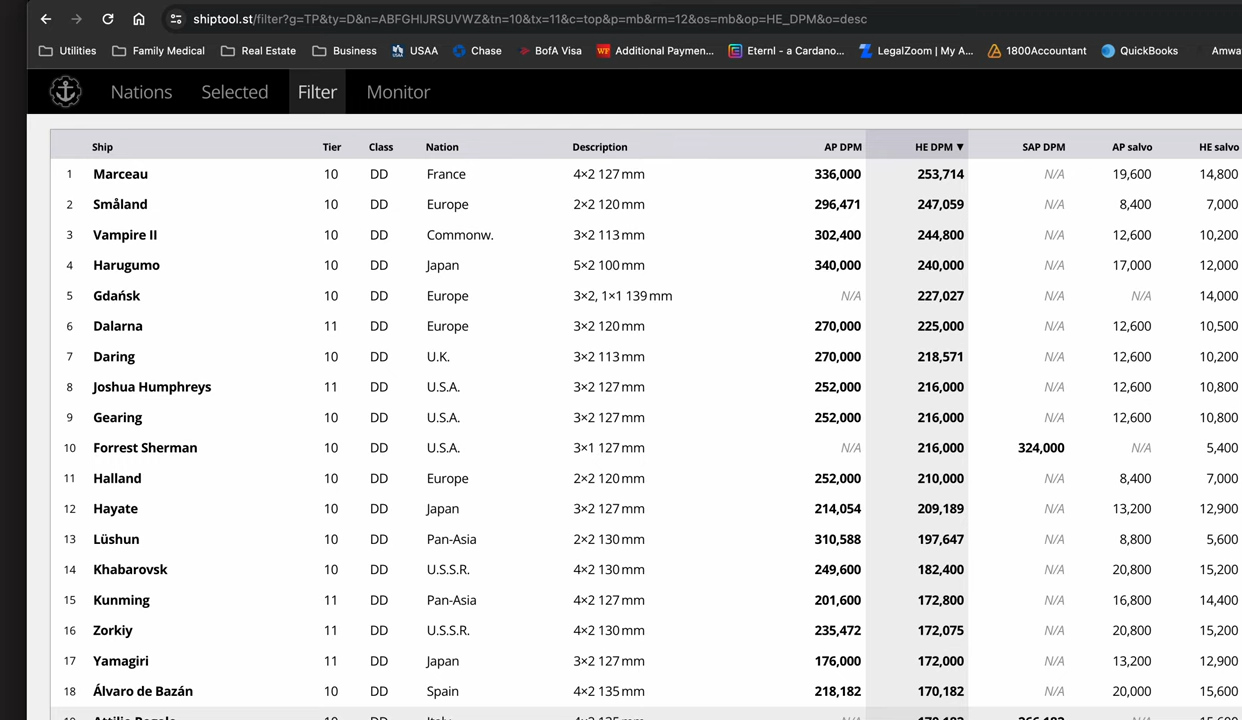 shiptool.st/filter?g=TP&ty=D&n=ABFGHIJRSUVWZ&tn=10&tx=11&c=top&p=mb&rm=12&os=mb&op=HE_DPM&o=desc
Utilities Family Medical Real Estate Business USAA Chase BofA Visa WF Additional Paymen... Eternl - a Cardano... LegalZoom | My A... 1800Accountant QuickBooks Amwa
Nations Selected Filter Monitor
Ship Tier Class Nation Description AP DPM HE DPM ▼ SAP DPM AP salvo HE salvo
1 Marceau 10 DD France 4×2 127 mm 336,000 253,714 N/A 19,600 14,800
2 Småland 10 DD Europe 2×2 120 mm 296,471 247,059 N/A 8,400 7,000
3 Vampire II 10 DD Commonw. 3×2 113 mm 302,400 244,800 N/A 12,600 10,200
4 Harugumo 10 DD Japan 5×2 100 mm 340,000 240,000 N/A 17,000 12,000
5 Gdańsk 10 DD Europe 3×2, 1×1 139 mm N/A 227,027 N/A N/A 14,000
6 Dalarna 11 DD Europe 3×2 120 mm 270,000 225,000 N/A 12,600 10,500
7 Daring 10 DD U.K. 3×2 113 mm 270,000 218,571 N/A 12,600 10,200
8 Joshua Humphreys 11 DD U.S.A. 3×2 127 mm 252,000 216,000 N/A 12,600 10,800
9 Gearing 10 DD U.S.A. 3×2 127 mm 252,000 216,000 N/A 12,600 10,800
10 Forrest Sherman 10 DD U.S.A. 3×1 127 mm N/A 216,000 324,000 N/A 5,400
11 Halland 10 DD Europe 2×2 120 mm 252,000 210,000 N/A 8,400 7,000
12 Hayate 10 DD Japan 3×2 127 mm 214,054 209,189 N/A 13,200 12,900
13 Lüshun 10 DD Pan-Asia 2×2 130 mm 310,588 197,647 N/A 8,800 5,600
14 Khabarovsk 10 DD U.S.S.R. 4×2 130 mm 249,600 182,400 N/A 20,800 15,200
15 Kunming 11 DD Pan-Asia 4×2 127 mm 201,600 172,800 N/A 16,800 14,400
16 Zorkiy 11 DD U.S.S.R. 4×2 130 mm 235,472 172,075 N/A 20,800 15,200
17 Yamagiri 11 DD Japan 3×2 127 mm 176,000 172,000 N/A 13,200 12,900
18 Álvaro de Bazán 10 DD Spain 4×2 135 mm 218,182 170,182 N/A 20,000 15,600